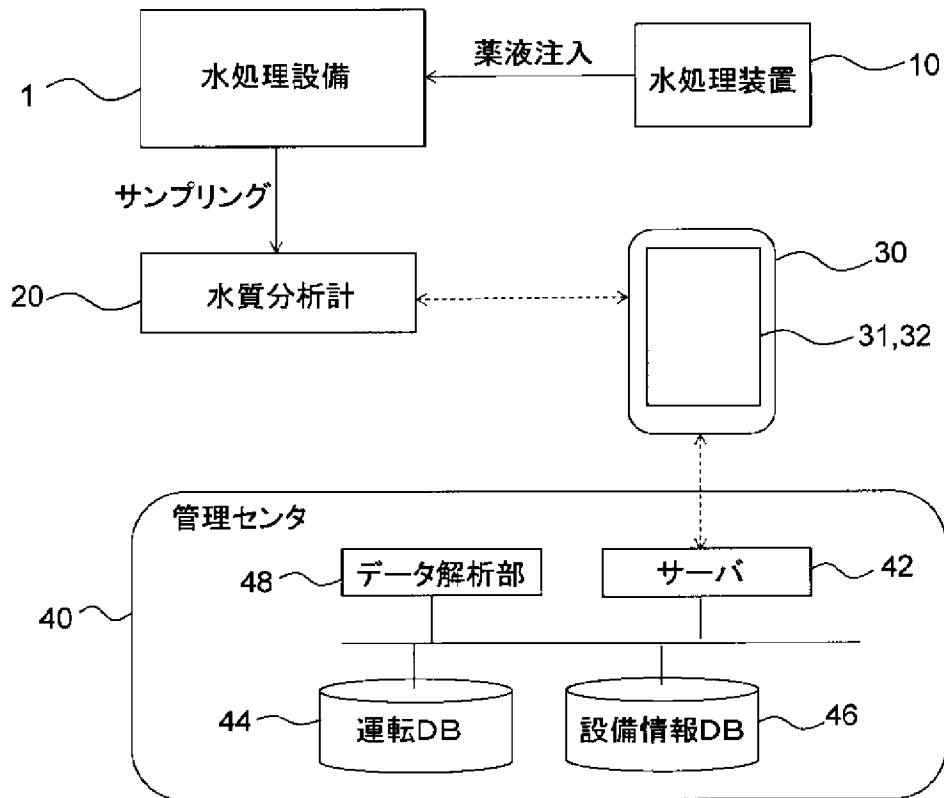 薬液注入
1
水処理設備
水処理装置
10
サンプリング
30
20
水質分析計
31,32
管理センタ
48
データ解析部
サーバ
42
40
44
運転DB
設備情報DB
46